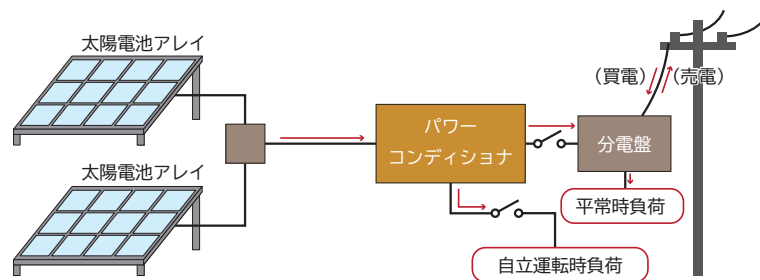 太陽電池アレイ
（買電）
（売電）
パワー
コンディショナ
分電盤
太陽電池アレイ
平常時負荷
自立運転時負荷